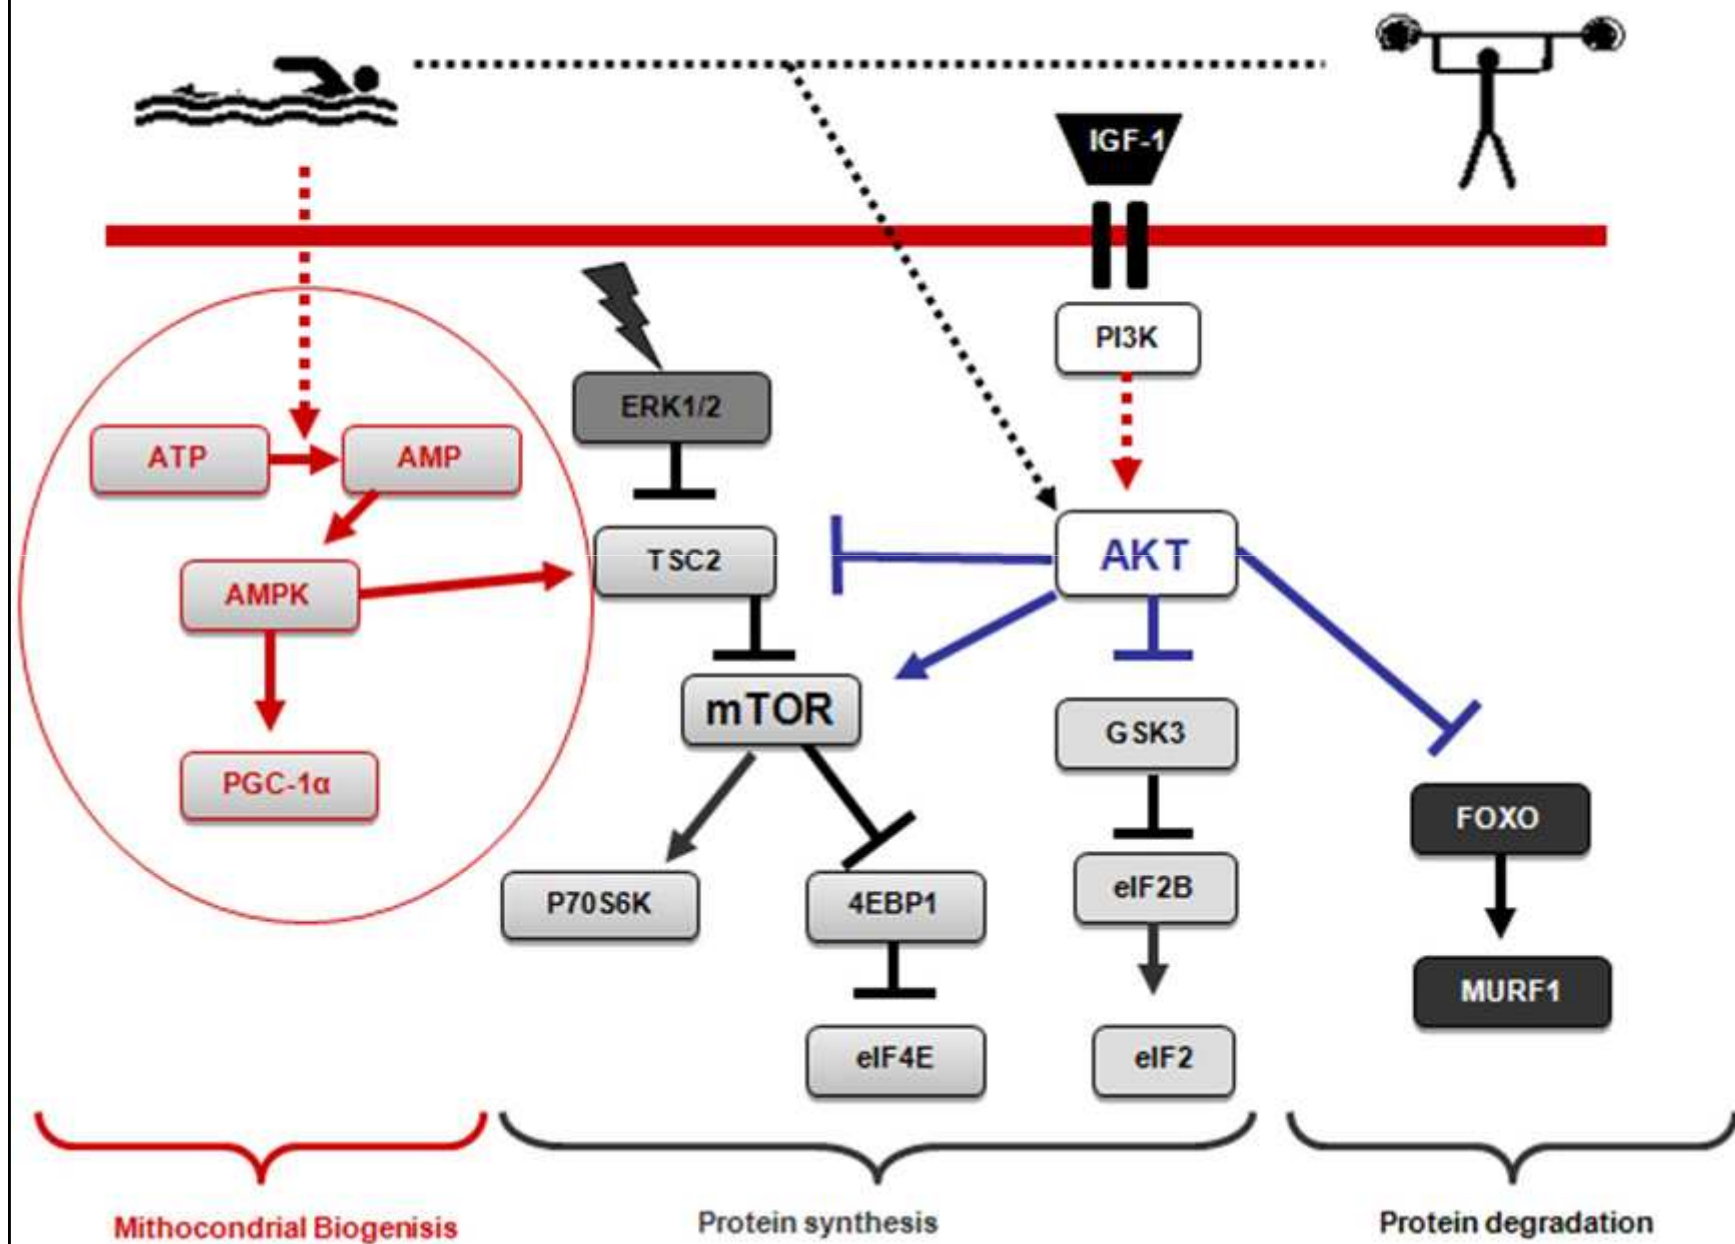 IGF-1
PI3K
ERK1/2
ATP
AMP
TSC2
AKT
AMPK
mTOR
GSK3
PGC-1α
FOXO
P70S6K
4EBP1
eIF2B
MURF1
eIF4E
eIF2
Mithocondrial Biogenisis
Protein synthesis
Protein degradation